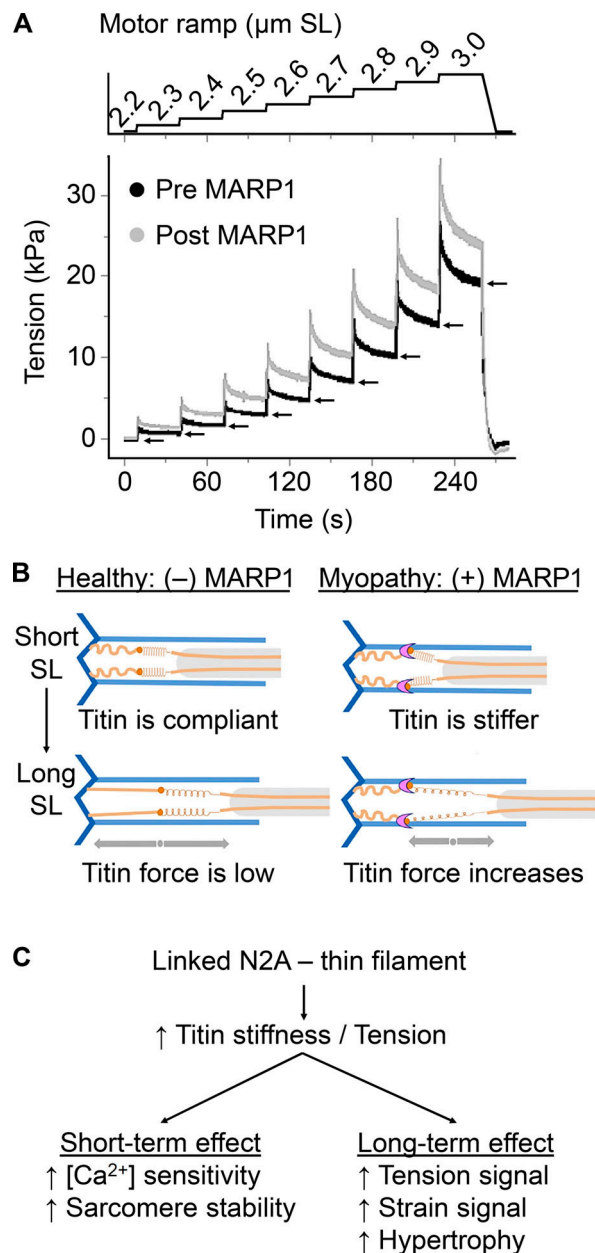 A
Motor ramp (µm SL)
2.2 2.3 2.4 2.5 2.6 2.7 2.8 2.9 3.0
Pre MARP1
Post MARP1
Tension (kPa)
30
20
10
0
0 60 120 180 240
Time (s)
B
Healthy: (–) MARP1 Myopathy: (+) MARP1
Short
SL
Titin is compliant Titin is stiffer
Long
SL
Titin force is low Titin force increases
C
Linked N2A – thin filament
↑ Titin stiffness / Tension
Short-term effect Long-term effect
↑ [Ca²⁺] sensitivity ↑ Tension signal
↑ Sarcomere stability ↑ Strain signal
↑ Hypertrophy